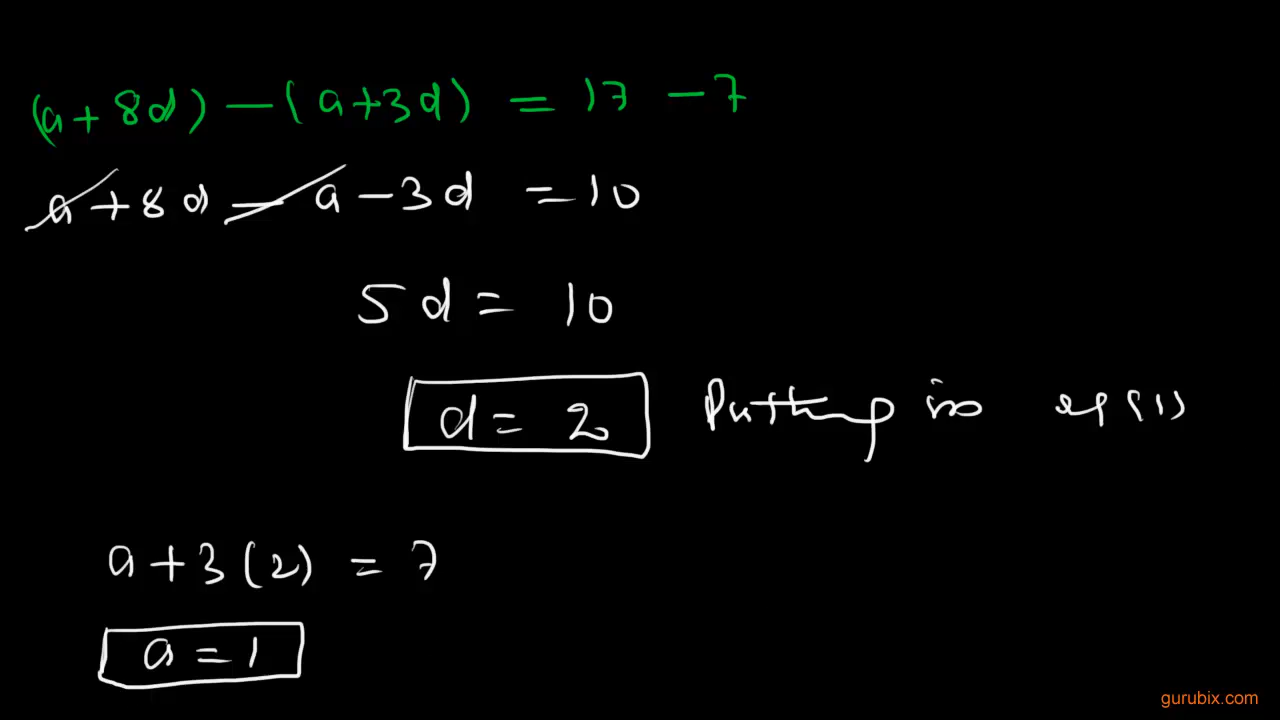 (a + 8d) - (a + 3d) = 17 - 7
a + 8d - a - 3d = 10
5d = 10
d = 2 Putting in eq(1)
a + 3(2) = 7
a = 1
gurubix.com